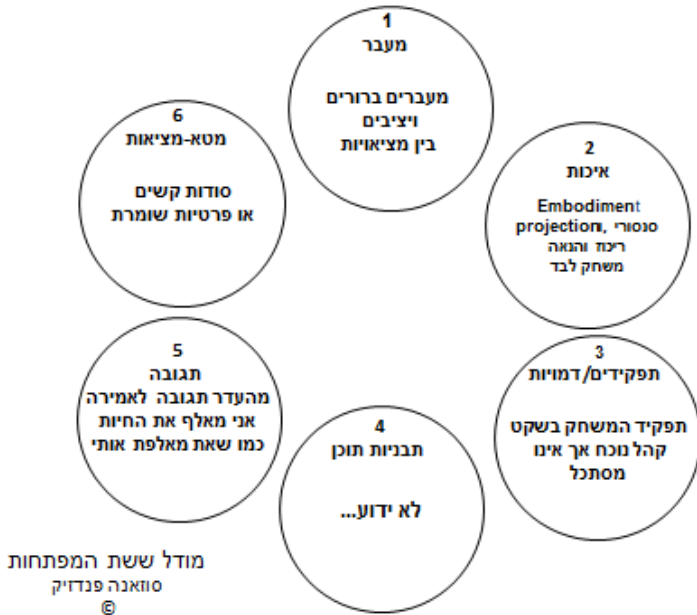 1
מעבר
מעברים ברורים
ויציבים
בין מציאויות
2
איכות
Embodiment
סנסורי, וprojection
ריכוז והנאה
משחק לבד
3
תפקידים/דמויות
תפקיד המשחק בשקט
קהל נוכח אך אינו
מסתכל
4
תבניות תוכן
לא ידוע...
5
תגובה
מהעדר תגובה לאמירה
אני מאלף את החיות
כמו שאת מאלפת אותי
6
מטא-מציאות
סודות קשים
או פרטיות שומרת
מודל ששת המפתחות
סוזאנה פנדזיק
©